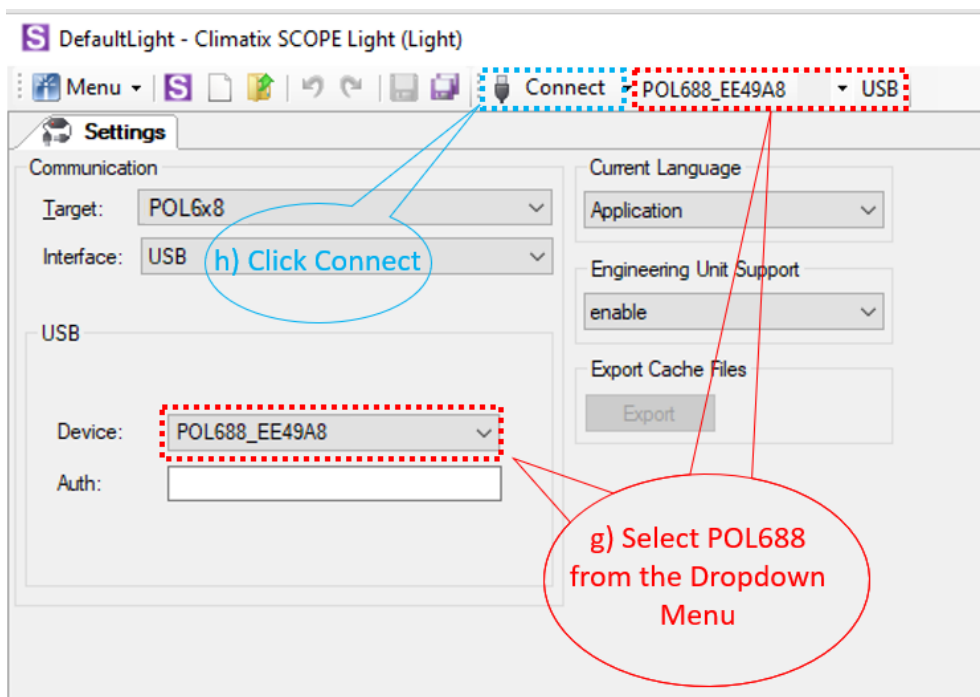 DefaultLight - Climatix SCOPE Light (Light)
Menu Connect POL688_EE49A8 USB
Settings
Communication
Target: POL6x8
Interface: USB
h) Click Connect
USB
Device: POL688_EE49A8
Auth:
Current Language
Application
Engineering Unit Support
enable
Export Cache Files
Export
g) Select POL688
from the Dropdown
Menu